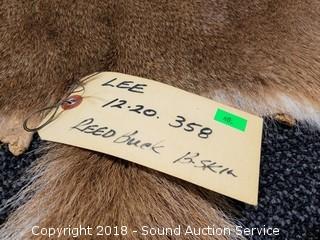 LEE
12.20.358
REED Buck B-SKIN
Copyright 2018 - Sound Auction Service